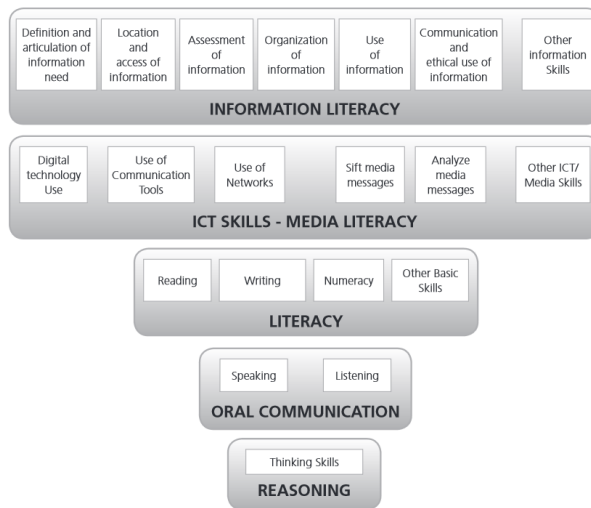 Definition and
articulation of
information
need
Location
and
access of
information
Assessment
of
information
Organization
of
information
Use
of
information
Communication
and
ethical use of
information
Other
information
Skills
INFORMATION LITERACY
Digital
technology
Use
Use of
Communication
Tools
Use of
Networks
Sift media
messages
Analyze
media
messages
Other ICT/
Media Skills
ICT SKILLS - MEDIA LITERACY
Reading
Writing
Numeracy
Other Basic
Skills
LITERACY
Speaking
Listening
ORAL COMMUNICATION
Thinking Skills
REASONING